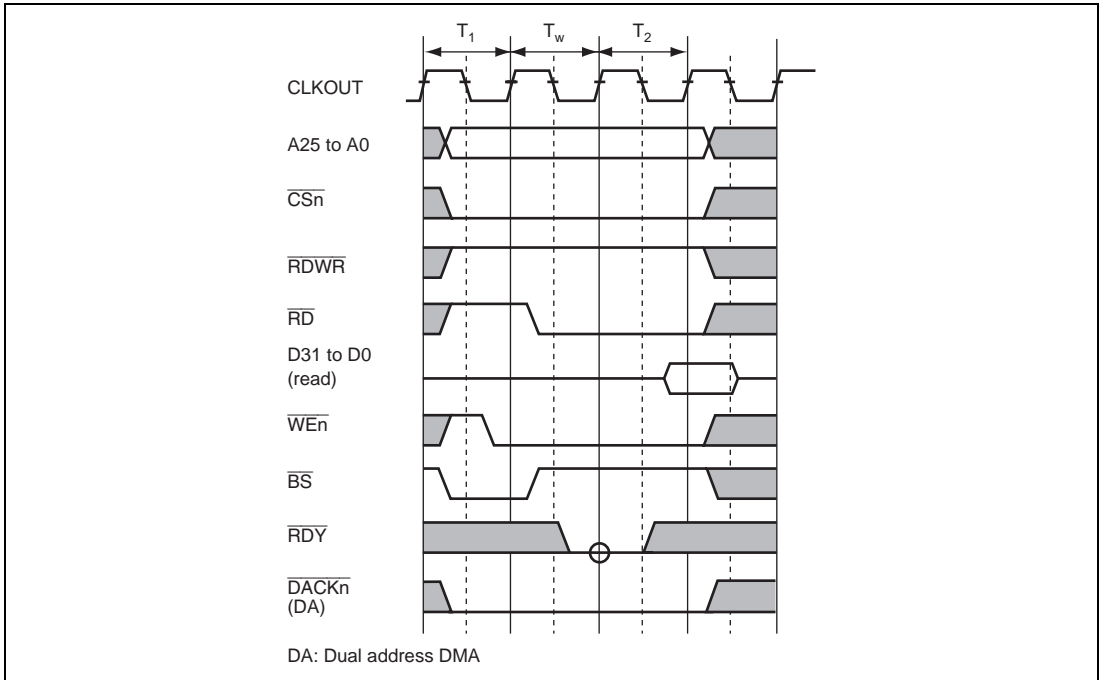 T1 Tw T2
CLKOUT
A25 to A0
CSn
RDWR
RD
D31 to D0
(read)
WEn
BS
RDY
DACKn
(DA)
DA: Dual address DMA